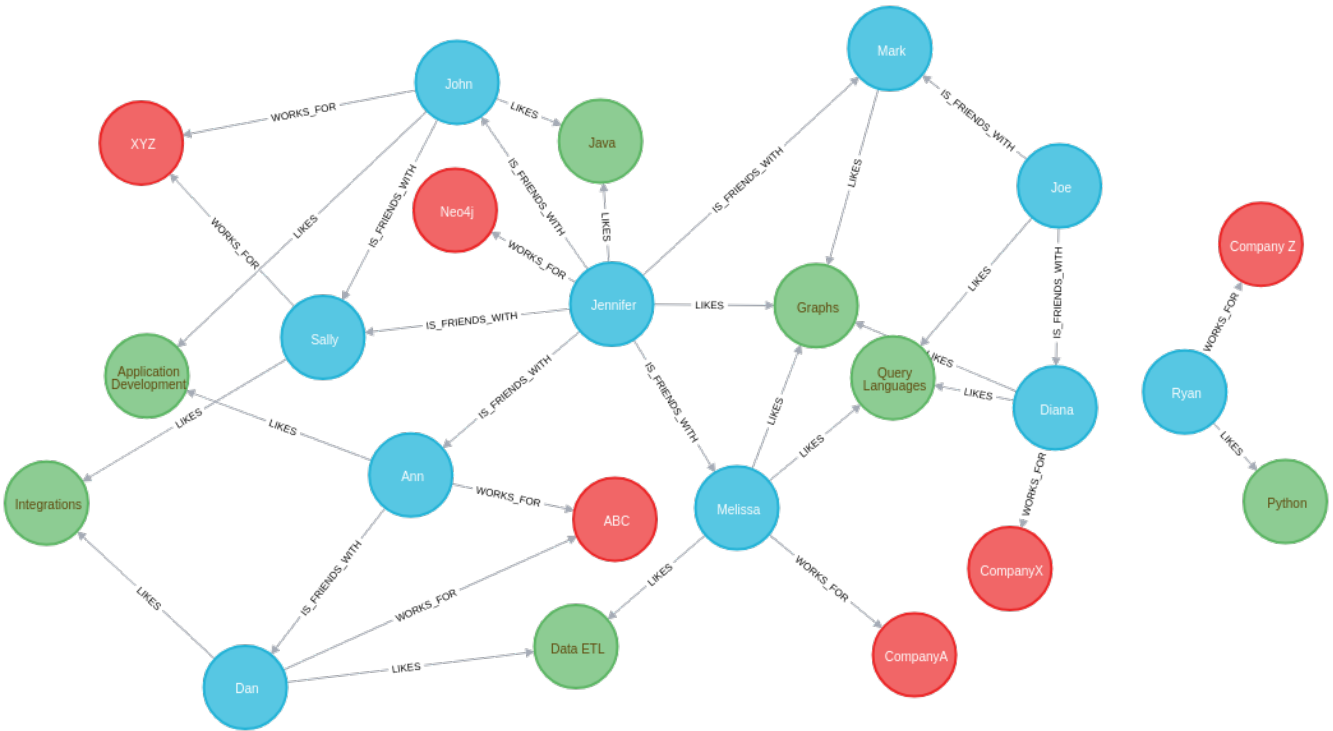 Mark
John
LIKES
WORKS_FOR
IS_FRIENDS_WITH
XYZ
Java
LIKES
IS_FRIENDS_WITH
IS_FRIENDS_WITH
Joe
IS_FRIENDS_WITH
Neo4j
LIKES
LIKES
WORKS_FOR
IS_FRIENDS_WITH
WORKS_FOR
Company Z
LIKES
IS_FRIENDS_WITH
Jennifer
LIKES
Graphs
IS_FRIENDS_WITH
Sally
WORKS_FOR
LIKES
Application
Development
IS_FRIENDS_WITH
IS_FRIENDS_WITH
Query
Languages
LIKES
Diana
Ryan
LIKES
LIKES
LIKES
LIKES
LIKES
Ann
WORKS_FOR
WORKS_FOR
Integrations
Python
Melissa
ABC
IS_FRIENDS_WITH
LIKES
WORKS_FOR
CompanyX
LIKES
WORKS_FOR
Data ETL
CompanyA
LIKES
Dan